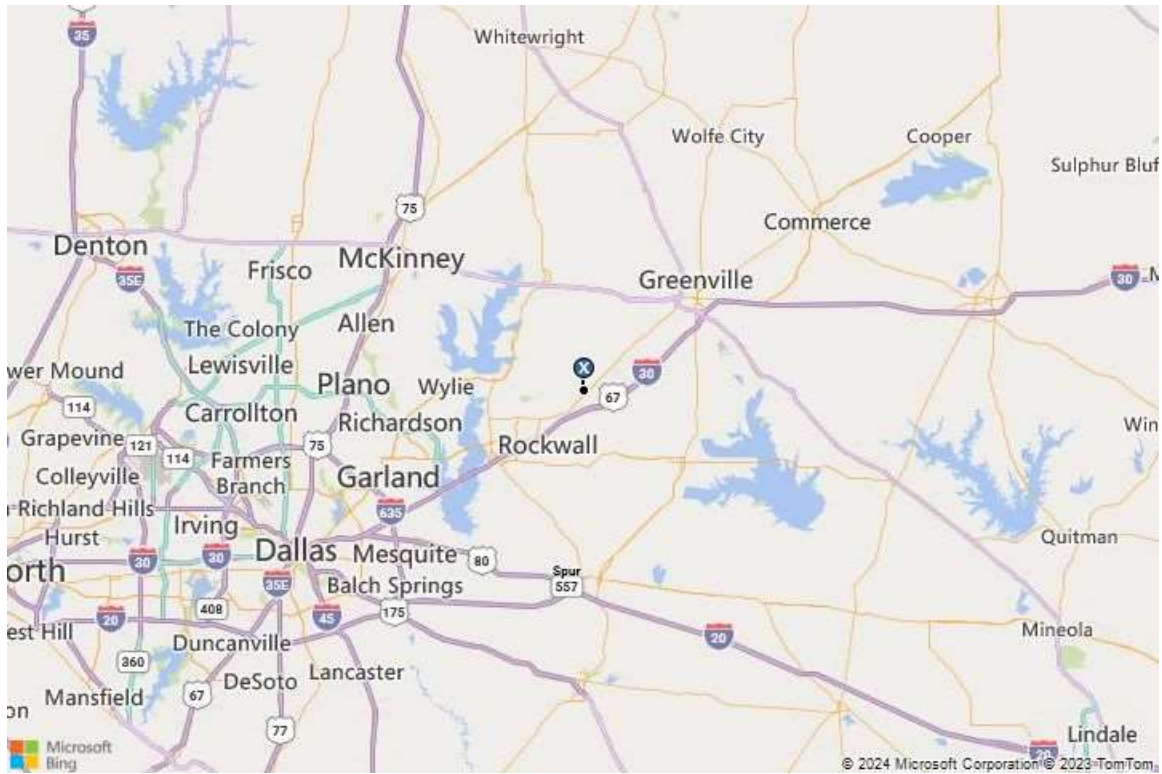 35
Whitewright
Wolfe City
Cooper
Sulphur Bluf
75
Commerce
Denton
McKinney
35E
Frisco
Greenville
30
M
The Colony
Allen
Lewisville
wer Mound
X
30
Plano
Wylie
67
114
Carrollton
Richardson
Grapevine
121
75
Win
114
Rockwall
Farmers
Branch
Colleyville
Garland
Richland Hills
635
Irving
Hurst
Quitman
Dallas
Mesquite
30
30
80
orth
Spur
557
35E
Balch Springs
408
175
20
45
est Hill
20
Mineola
Duncanville
360
Lancaster
DeSoto
Mansfield
67
on
77
Lindale
Microsoft
Bing
20
© 2024 Microsoft Corporation © 2023 TomTom